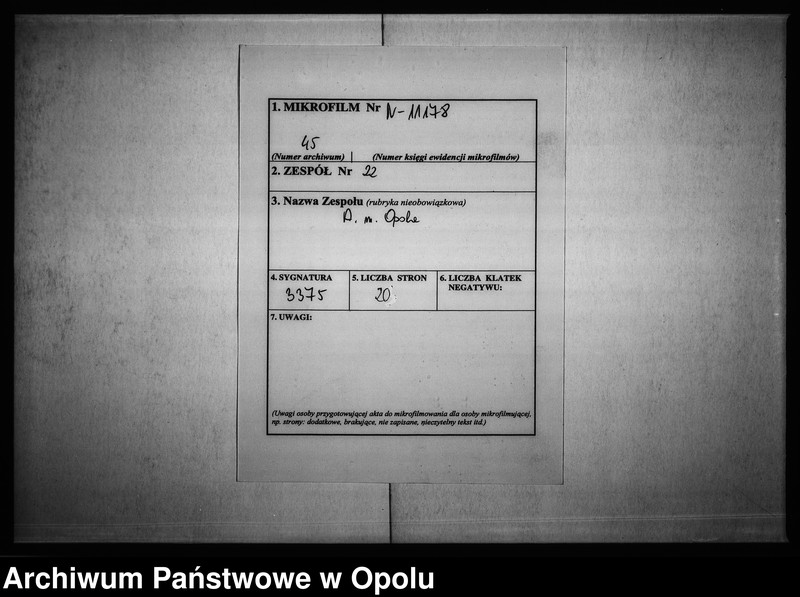 1. MIKROFILM Nr N-11178
45
(Numer archiwum) (Numer księgi ewidencji mikrofilmów)
2. ZESPÓŁ Nr 22
3. Nazwa Zespołu (rubryka nieobowiązkowa)
A. m. Opole
4. SYGNATURA 5. LICZBA STRON 6. LICZBA KLATEK
NEGATYWU:
3375 20
7. UWAGI:
(Uwagi osoby przygotowującej akta do mikrofilmowania dla osoby mikrofilmującej,
np. strony: dodatkowe, brakujące, nie zapisane, nieczytelny tekst itd.)
Archiwum Państwowe w Opolu